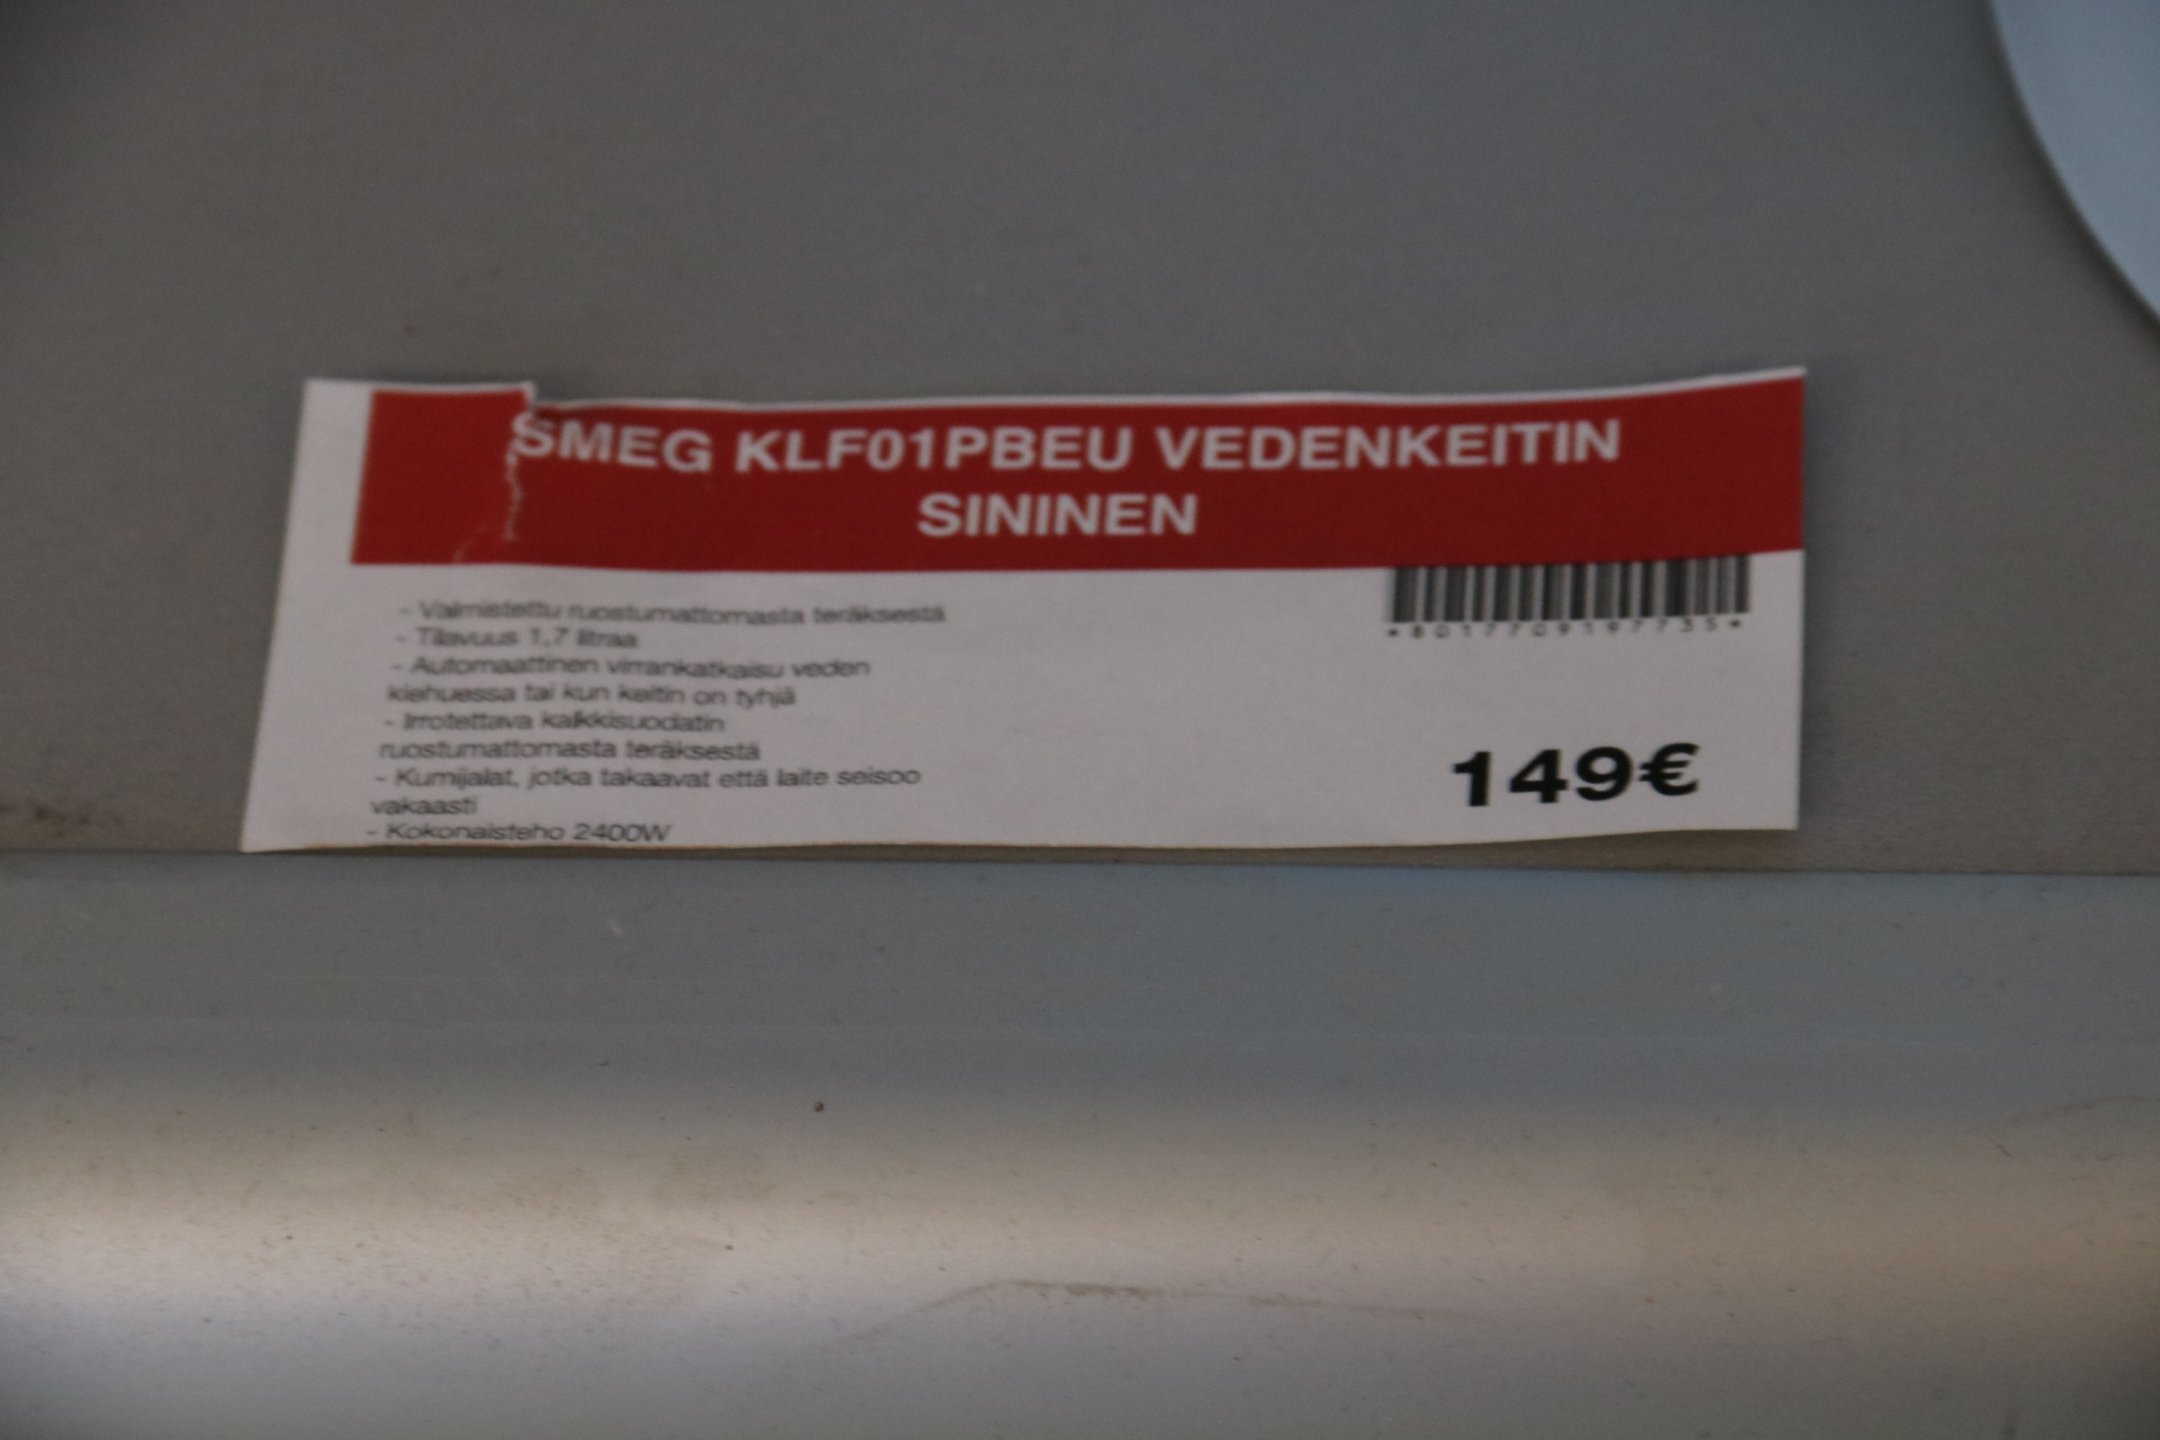 SMEG KLF01PBEU VEDENKEITIN
SININEN
- Valmistettu ruostumattomasta teräksestä
- Tilavuus 1,7 litraa
- Automaattinen virrankatkaisu veden
kiehuessa tai kun keitin on tyhjä
- Irrotettava kalkkisuodatin
ruostumattomasta teräksestä
- Kumijalat, jotka takaavat että laite seisoo
vakaasti
- Kokonaisteho 2400W
*8017709197735*
149€